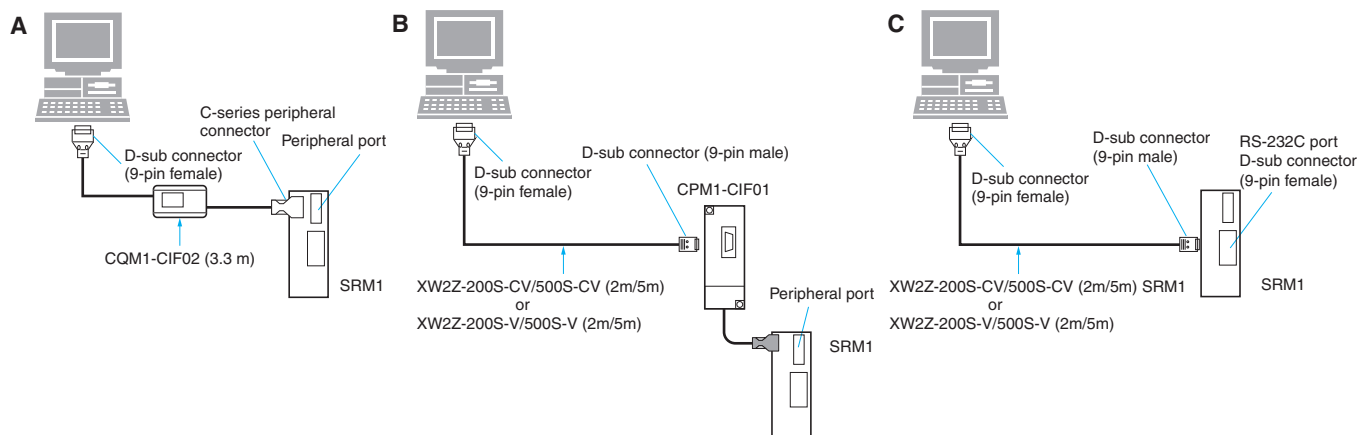 A
C-series peripheral
connector
Peripheral port
D-sub connector
(9-pin female)
CQM1-CIF02 (3.3 m)
SRM1
B
D-sub connector
(9-pin female)
D-sub connector (9-pin male)
CPM1-CIF01
XW2Z-200S-CV/500S-CV (2m/5m)
or
XW2Z-200S-V/500S-V (2m/5m)
Peripheral port
SRM1
C
D-sub connector
(9-pin female)
D-sub connector
(9-pin male)
RS-232C port
D-sub connector
(9-pin female)
XW2Z-200S-CV/500S-CV (2m/5m) SRM1
or
XW2Z-200S-V/500S-V (2m/5m)
SRM1